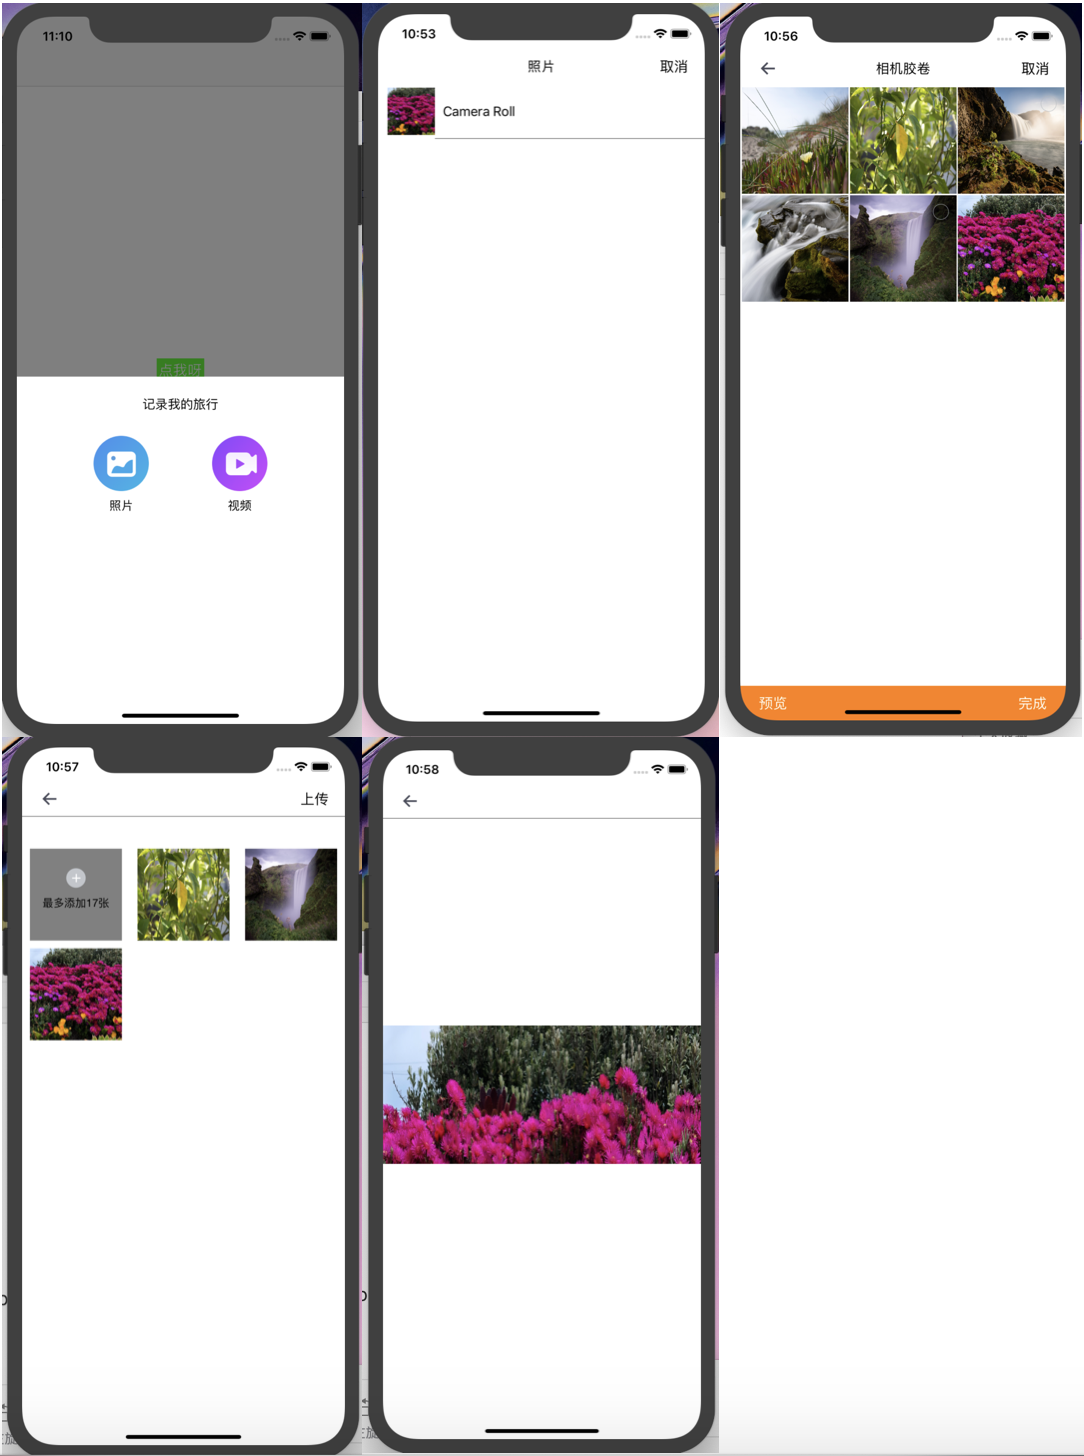 11:10
点我呀
记录我的旅行
照片
视频
10:53
照片
取消
Camera Roll
10:56
相机胶卷
取消
预览
完成
10:57
上传
最多添加17张
10:58